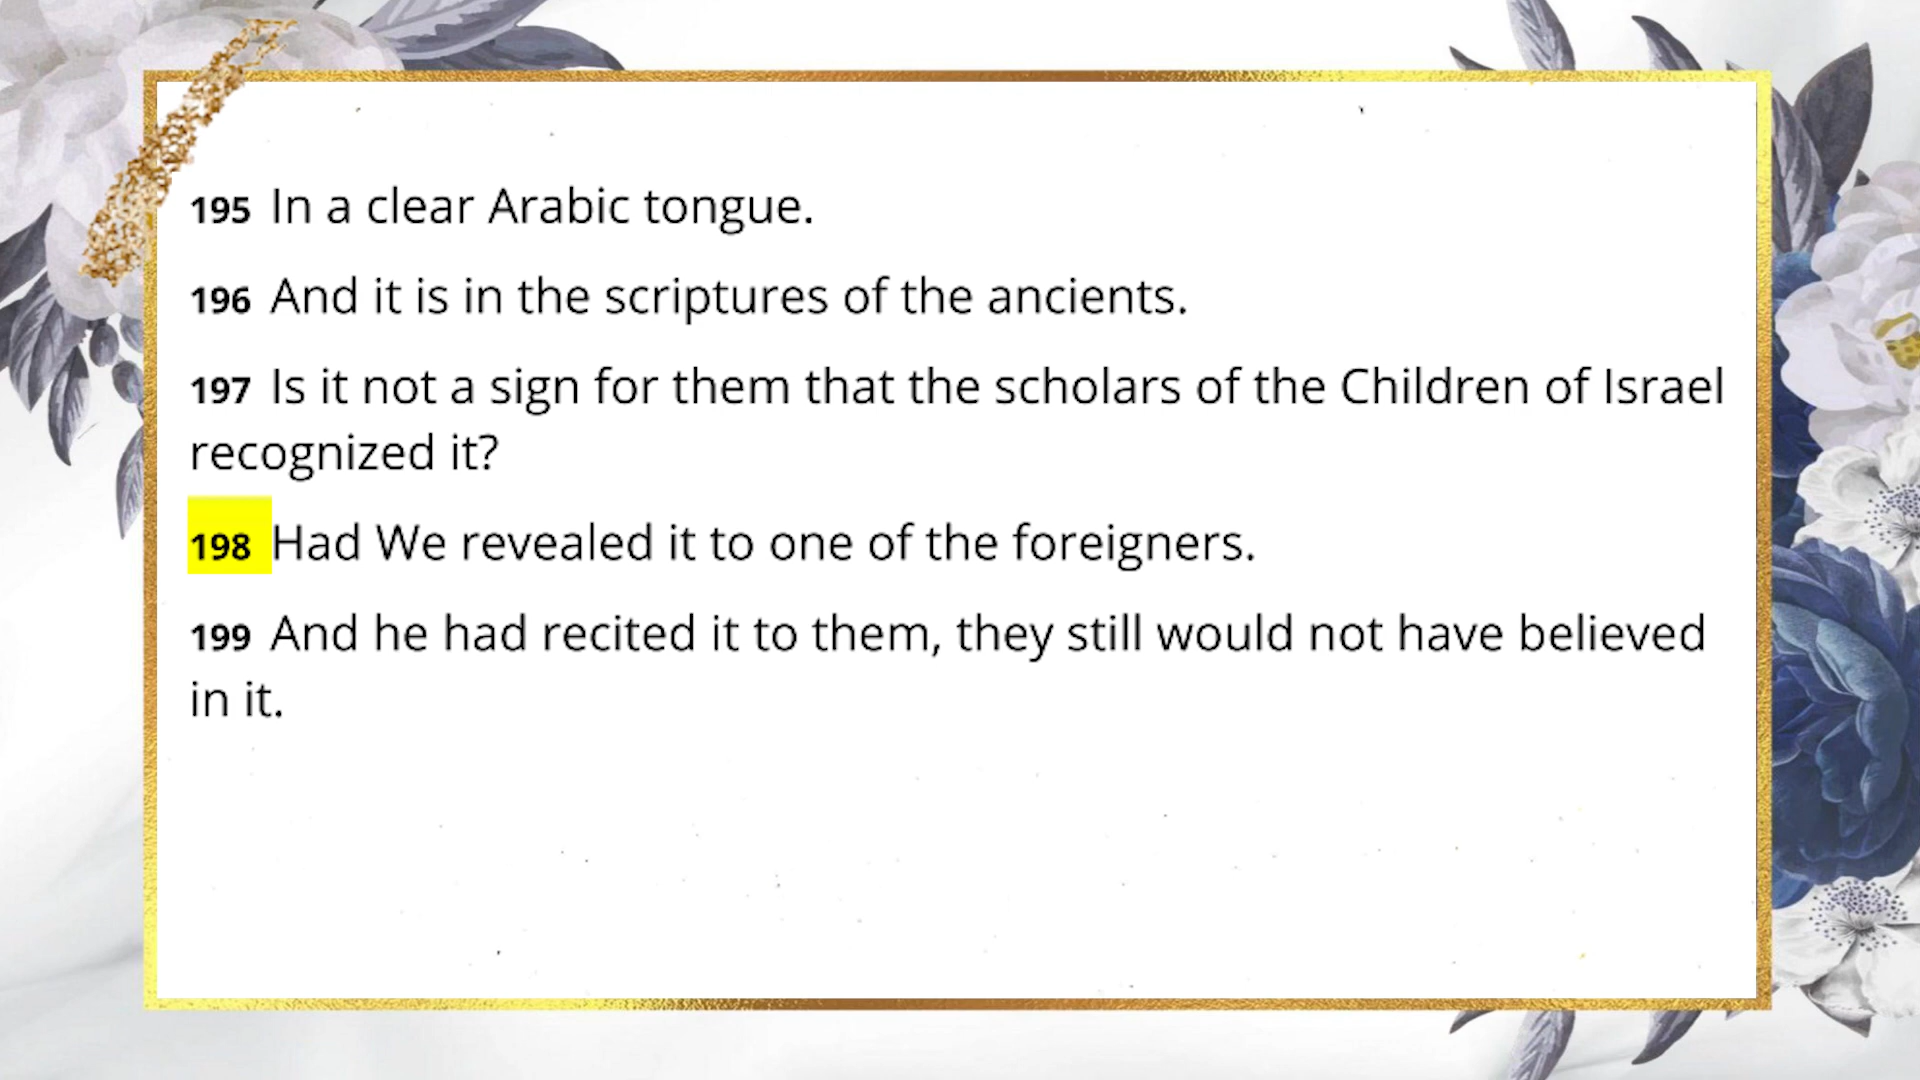 195 In a clear Arabic tongue.
196 And it is in the scriptures of the ancients.
197 Is it not a sign for them that the scholars of the Children of Israel
recognized it?
198 Had We revealed it to one of the foreigners.
199 And he had recited it to them, they still would not have believed
in it.